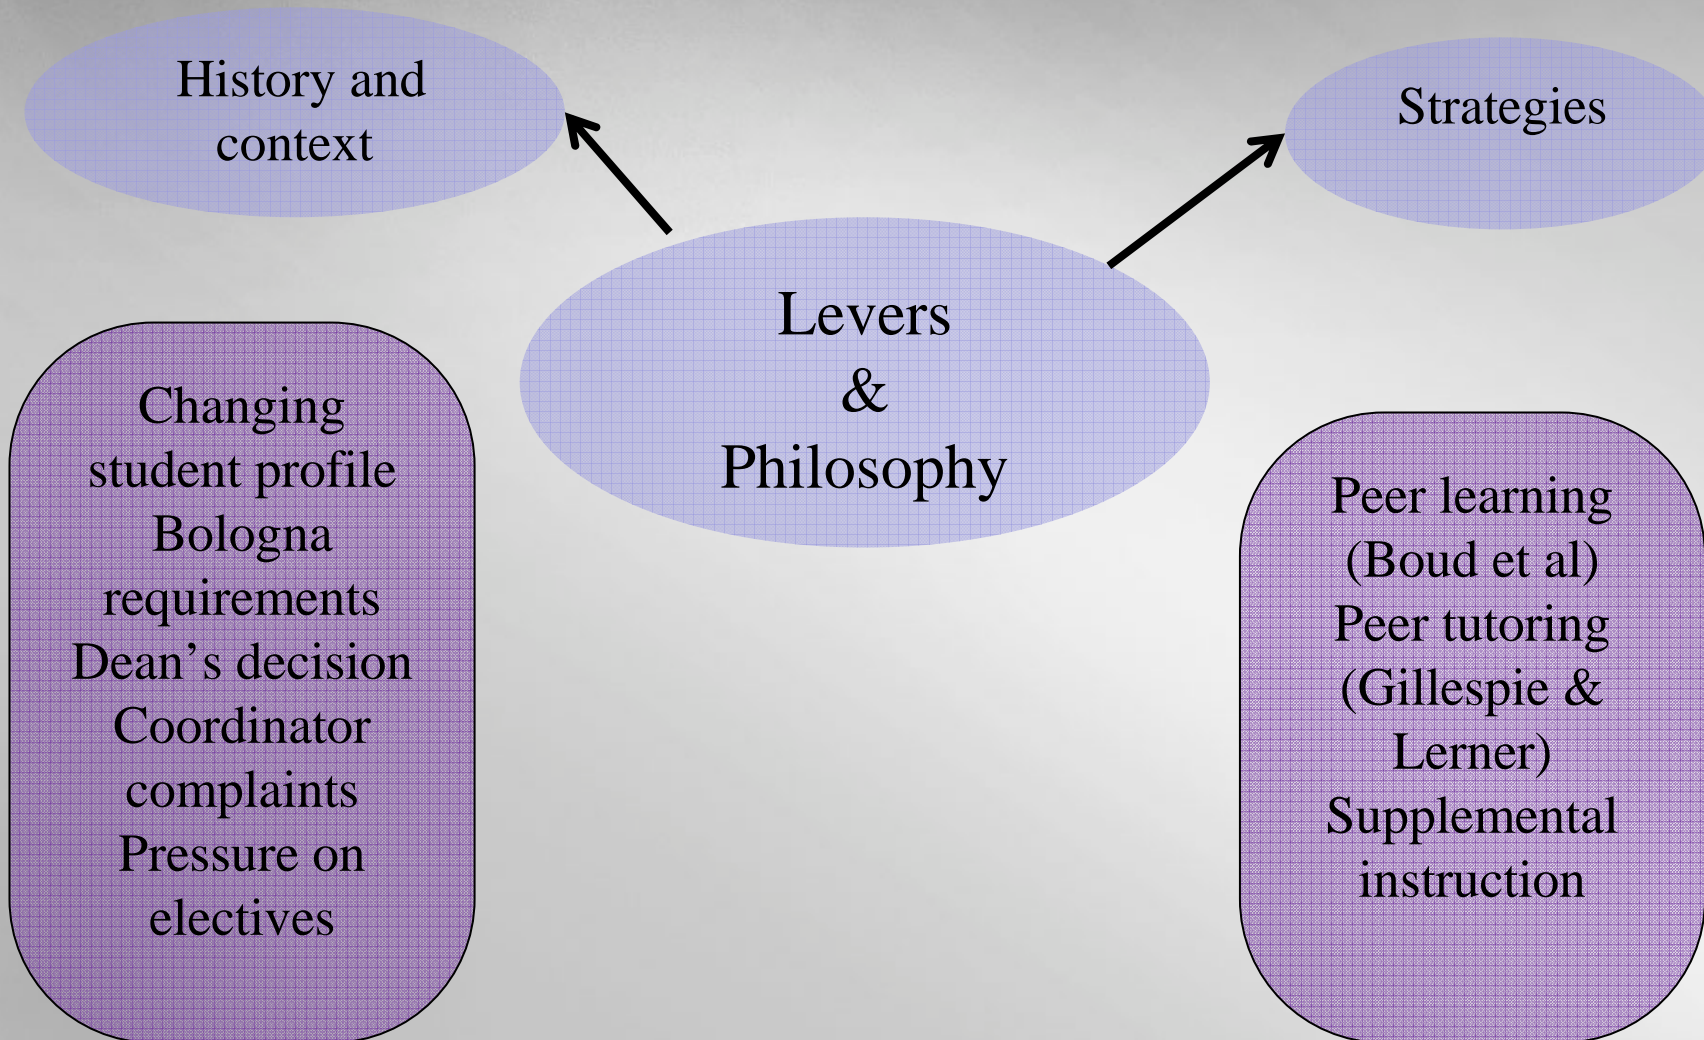 History and
context
Strategies
Levers
&
Philosophy
Changing
student profile
Bologna
requirements
Dean’s decision
Coordinator
complaints
Pressure on
electives
Peer learning
(Boud et al)
Peer tutoring
(Gillespie &
Lerner)
Supplemental
instruction